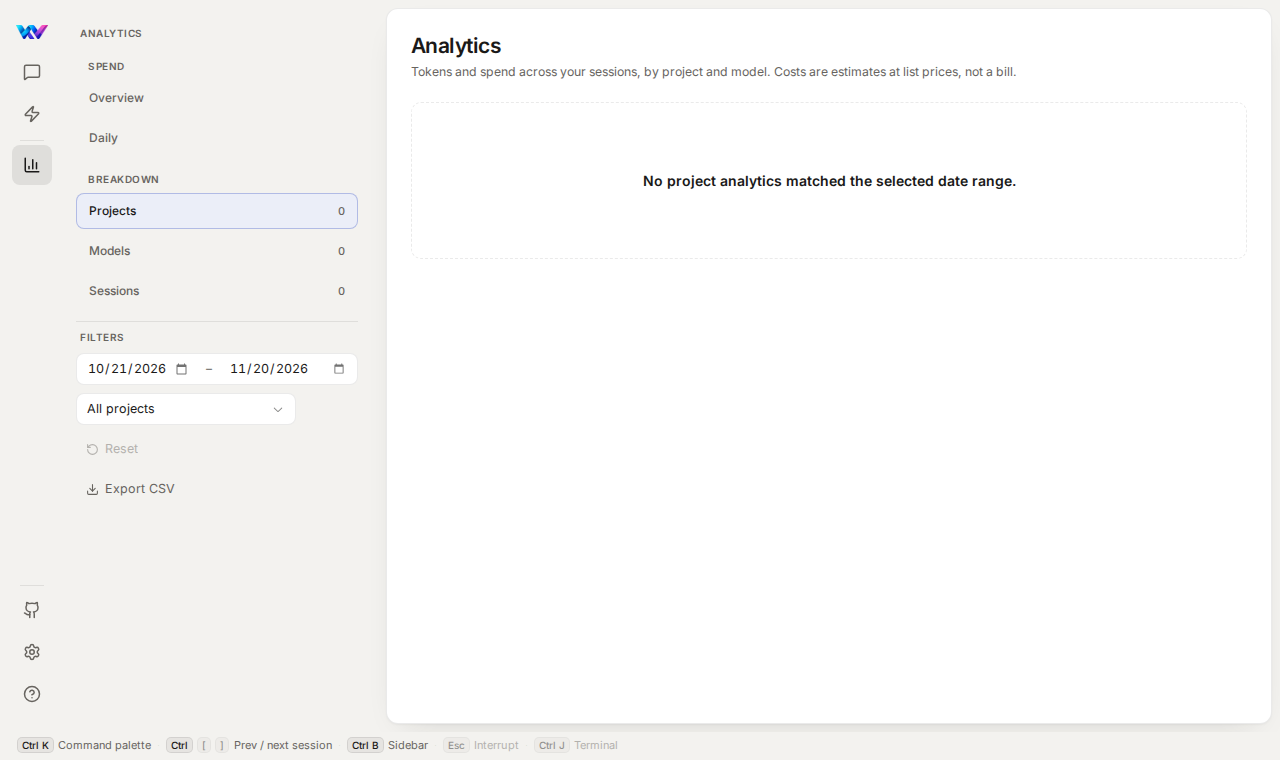 ANALYTICS
SPEND
Overview
Daily
BREAKDOWN
Projects 0
Models 0
Sessions 0
FILTERS
10/21/2026 – 11/20/2026
All projects
Reset
Export CSV
Analytics
Tokens and spend across your sessions, by project and model. Costs are estimates at list prices, not a bill.
No project analytics matched the selected date range.
Ctrl K Command palette Ctrl [ ] Prev / next session Ctrl B Sidebar Esc Interrupt Ctrl J Terminal